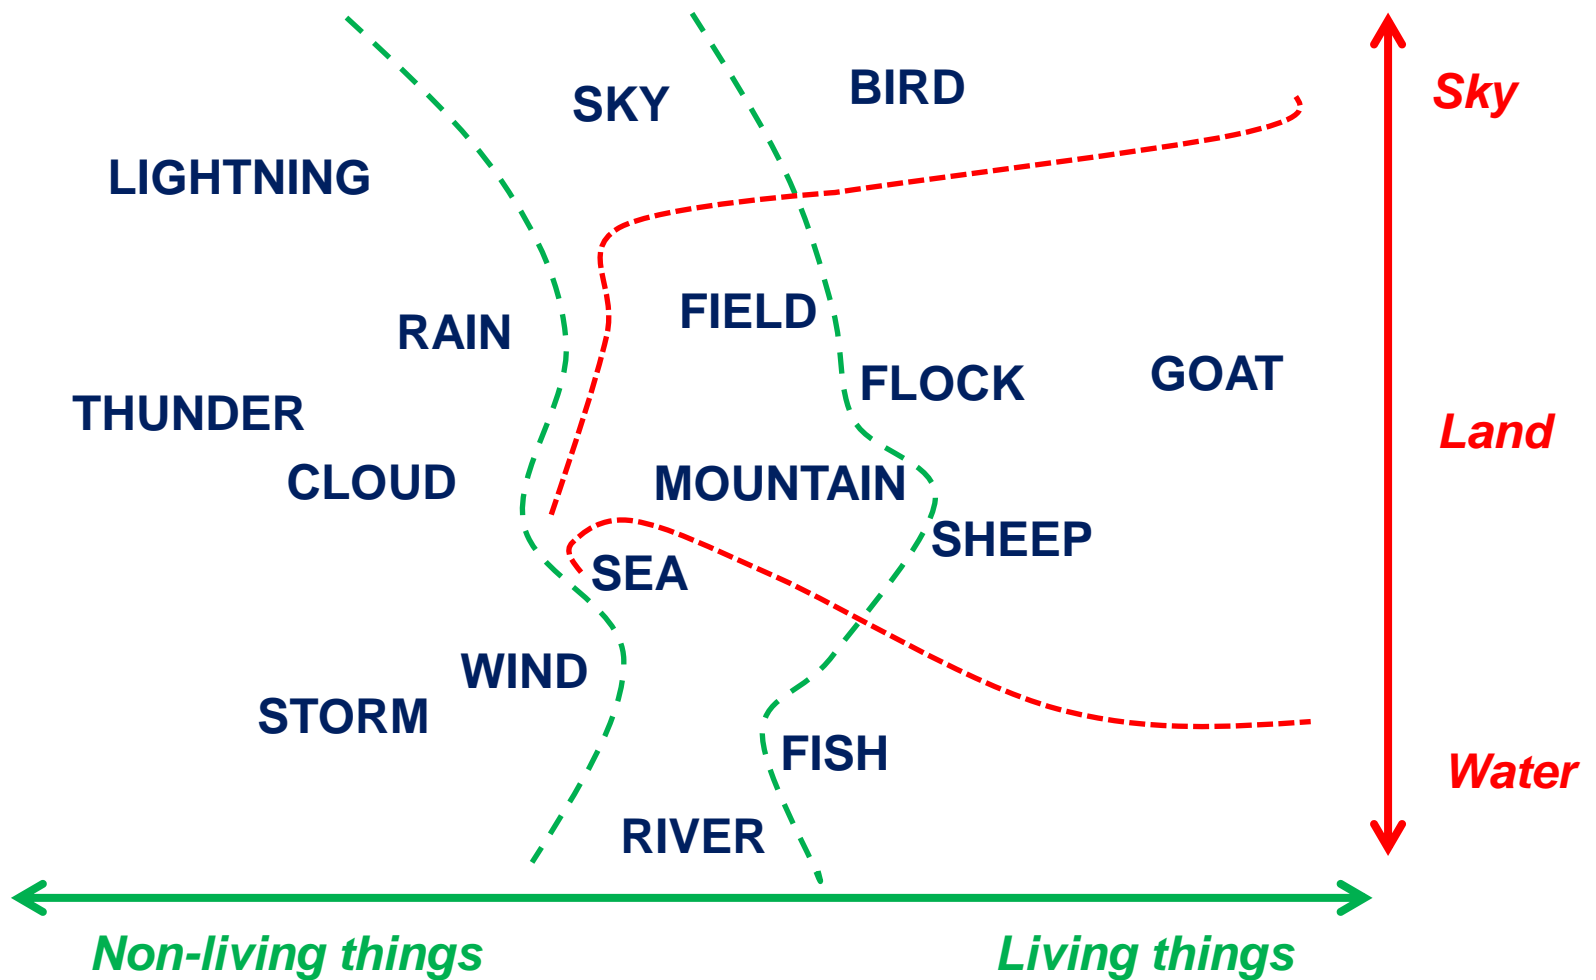 BIRD
SKY
Sky
LIGHTNING
FIELD
RAIN
GOAT
FLOCK
THUNDER
Land
CLOUD
MOUNTAIN
SHEEP
SEA
WIND
STORM
FISH
Water
RIVER
Non-living things
Living things